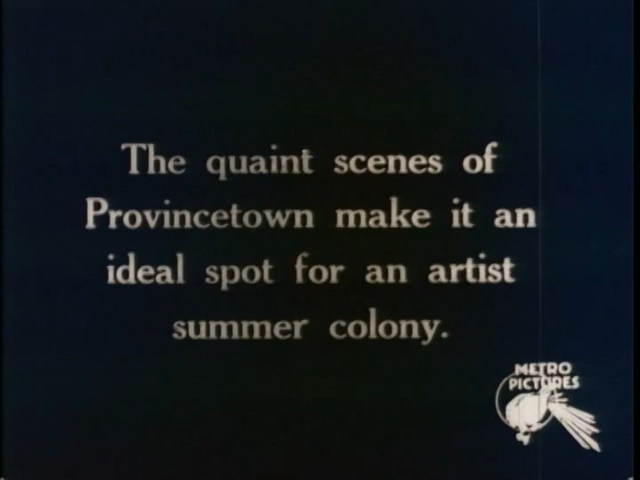 The quaint scenes of
Provincetown make it an
ideal spot for an artist
summer colony.
METRO
PICTURES